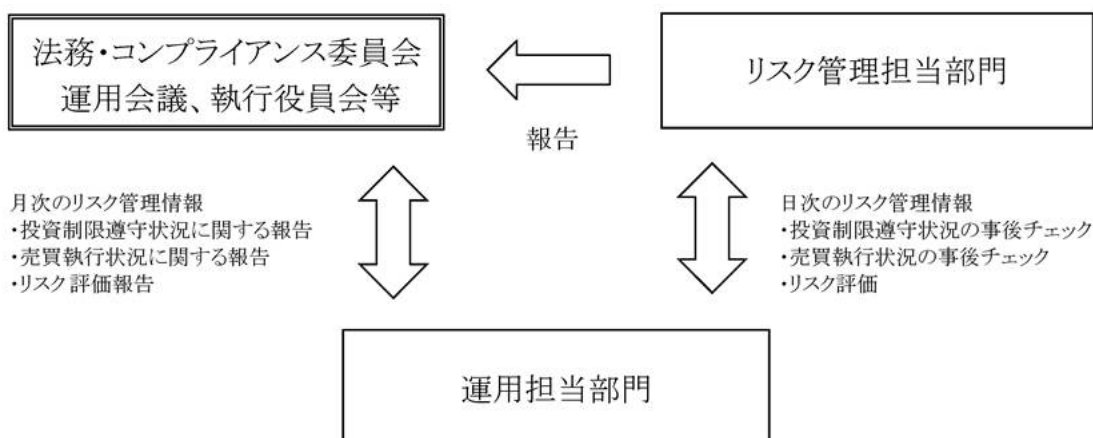 法務・コンプライアンス委員会
運用会議、執行役員会等
リスク管理担当部門
報告
月次のリスク管理情報
・投資制限遵守状況に関する報告
・売買執行状況に関する報告
・リスク評価報告
日次のリスク管理情報
・投資制限遵守状況の事後チェック
・売買執行状況の事後チェック
・リスク評価
運用担当部門